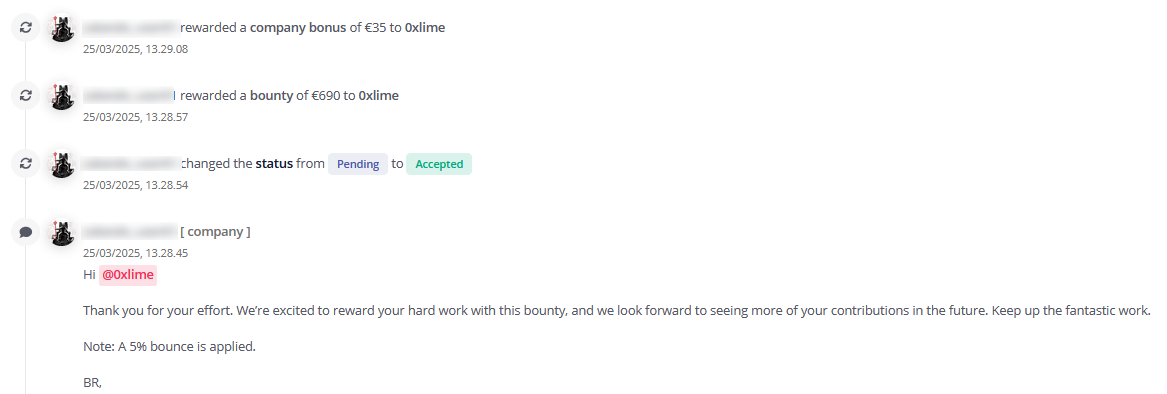 rewarded a company bonus of €35 to 0xlime
25/03/2025, 13.29.08
rewarded a bounty of €690 to 0xlime
25/03/2025, 13.28.57
changed the status from Pending to Accepted
25/03/2025, 13.28.54
[ company ]
25/03/2025, 13.28.45
Hi @0xlime
Thank you for your effort. We’re excited to reward your hard work with this bounty, and we look forward to seeing more of your contributions in the future. Keep up the fantastic work.
Note: A 5% bounce is applied.
BR,